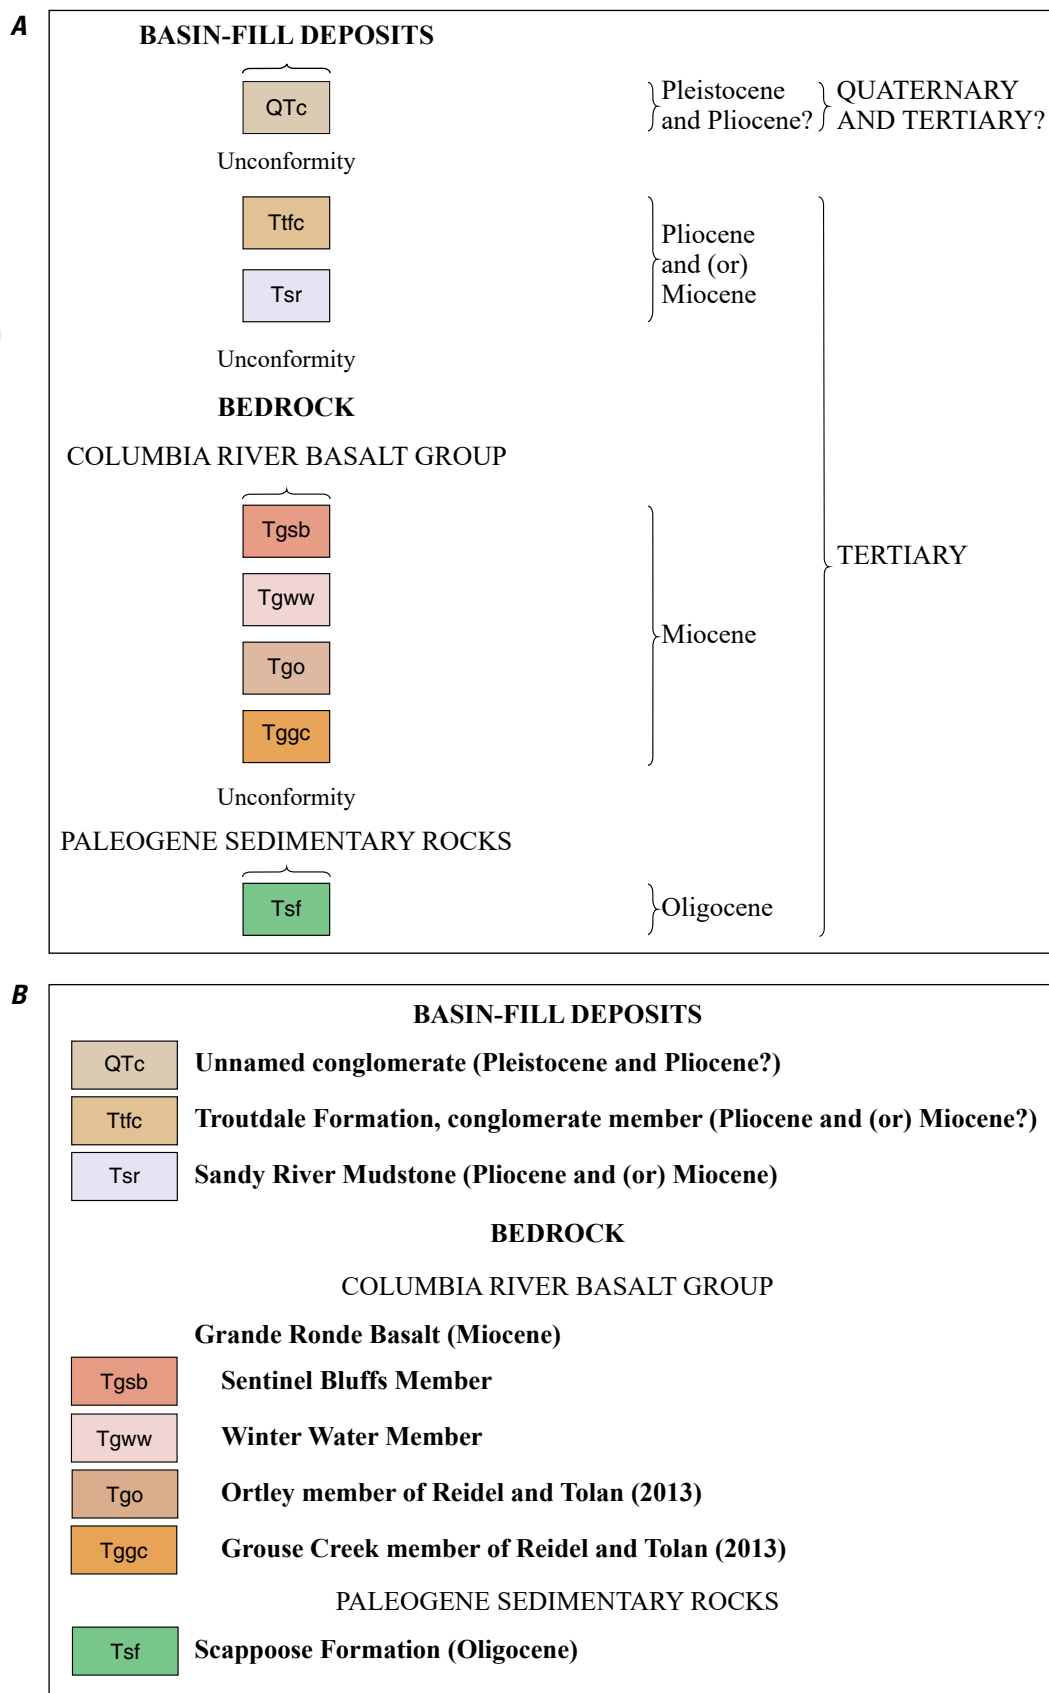 A
BASIN-FILL DEPOSITS
QTc
Pleistocene
and Pliocene?
QUATERNARY
AND TERTIARY?
Unconformity
Ttfc
Tsr
Pliocene
and (or)
Miocene
Unconformity
BEDROCK
COLUMBIA RIVER BASALT GROUP
Tgsb
Tgww
Tgo
Tggc
Miocene
TERTIARY
Unconformity
PALEOGENE SEDIMENTARY ROCKS
Tsf
Oligocene
B
BASIN-FILL DEPOSITS
QTc Unnamed conglomerate (Pleistocene and Pliocene?)
Ttfc Troutdale Formation, conglomerate member (Pliocene and (or) Miocene?)
Tsr Sandy River Mudstone (Pliocene and (or) Miocene)
BEDROCK
COLUMBIA RIVER BASALT GROUP
Grande Ronde Basalt (Miocene)
Tgsb Sentinel Bluffs Member
Tgww Winter Water Member
Tgo Ortley member of Reidel and Tolan (2013)
Tggc Grouse Creek member of Reidel and Tolan (2013)
PALEOGENE SEDIMENTARY ROCKS
Tsf Scappoose Formation (Oligocene)